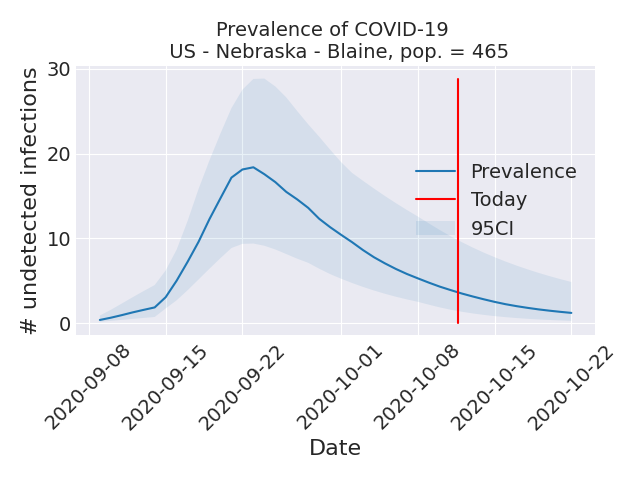 Prevalence of COVID-19
US - Nebraska - Blaine, pop. = 465
# undetected infections
30
20
10
0
Prevalence
Today
95CI
2020-09-08
2020-09-15
2020-09-22
2020-10-01
2020-10-08
2020-10-15
2020-10-22
Date